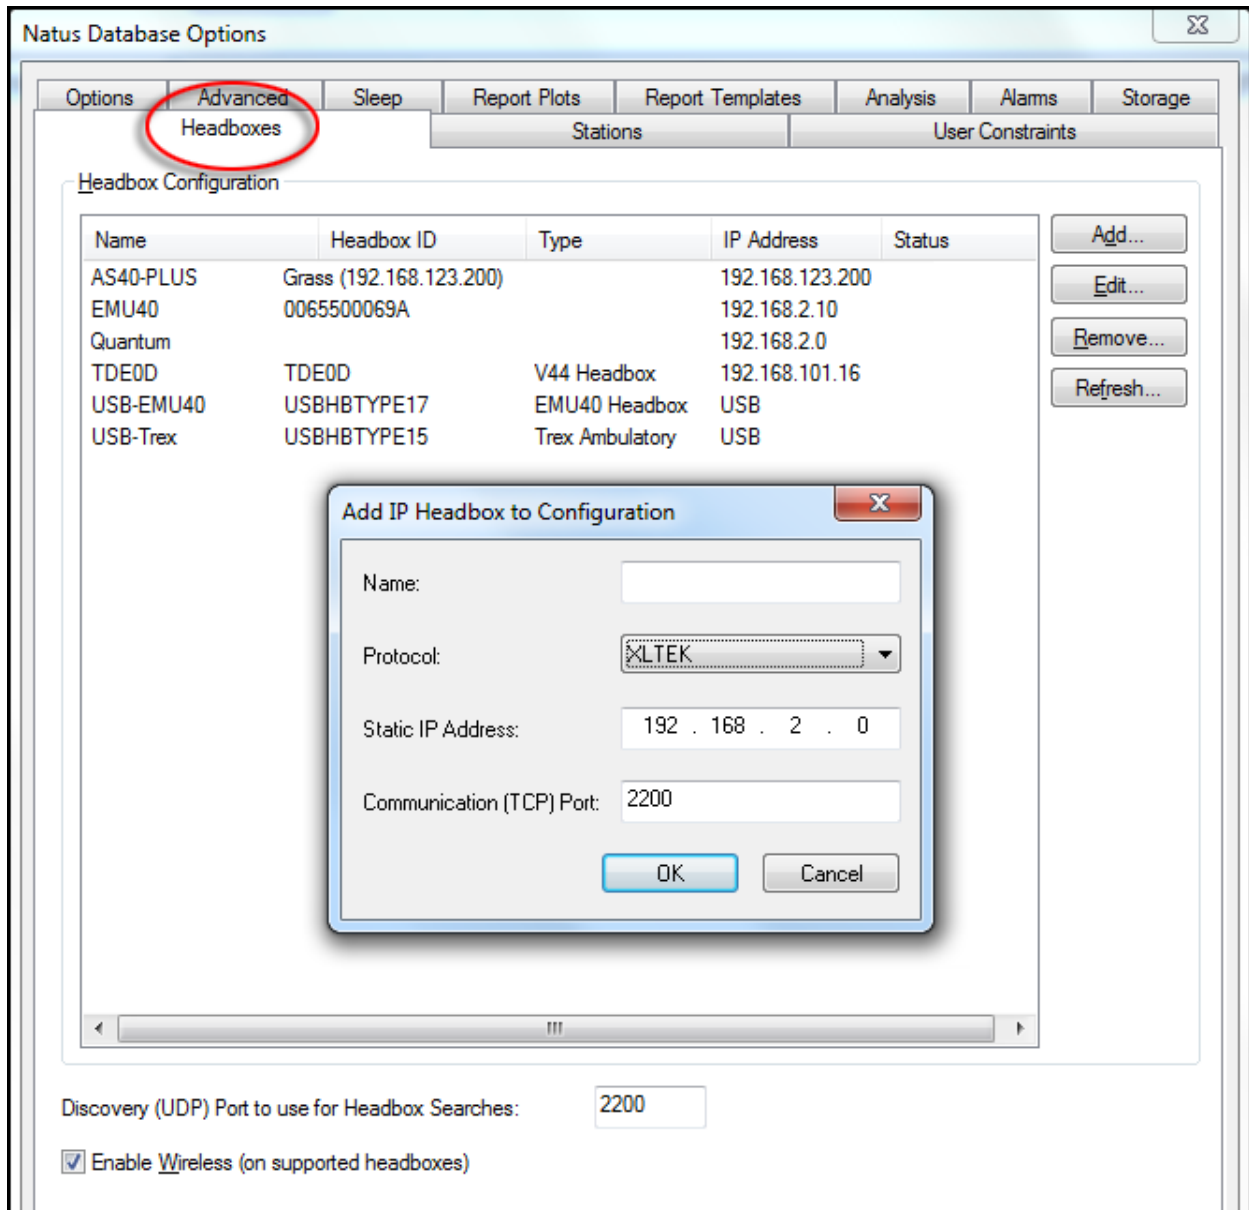 Natus Database Options
Options Advanced Sleep Report Plots Report Templates Analysis Alarms Storage
Headboxes Stations User Constraints
Headbox Configuration
Name Headbox ID Type IP Address Status
AS40-PLUS Grass (192.168.123.200) 192.168.123.200
EMU40 0065500069A 192.168.2.10
Quantum 192.168.2.0
TDE0D TDE0D V44 Headbox 192.168.101.16
USB-EMU40 USBHBTYPE17 EMU40 Headbox USB
USB-Trex USBHBTYPE15 Trex Ambulatory USB
Add...
Edit...
Remove...
Refresh...
Add IP Headbox to Configuration
Name:
Protocol: XLTEK
Static IP Address: 192 . 168 . 2 . 0
Communication (TCP) Port: 2200
OK Cancel
Discovery (UDP) Port to use for Headbox Searches: 2200
Enable Wireless (on supported headboxes)